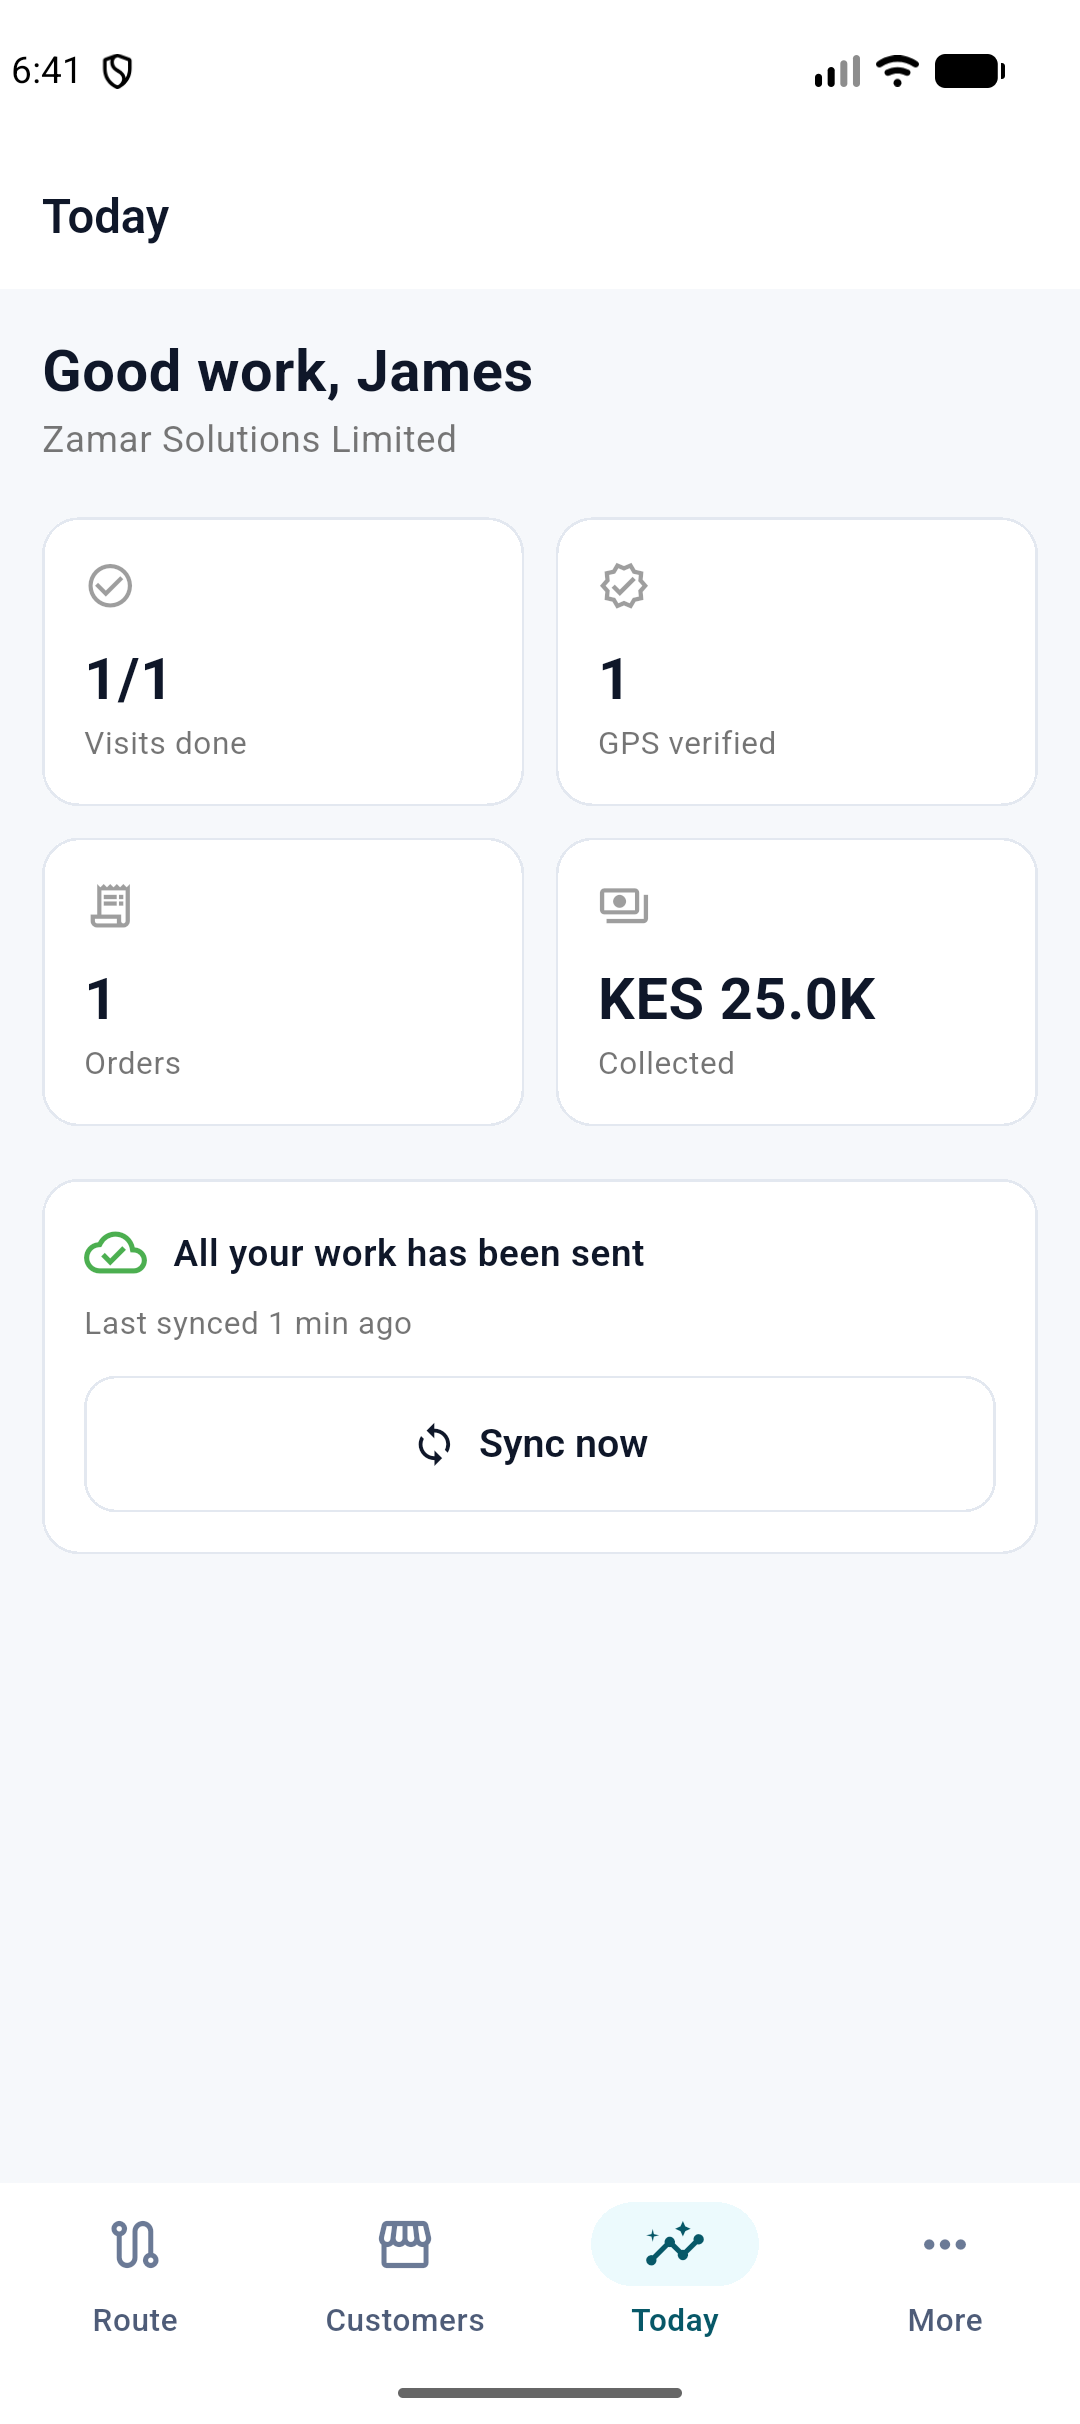 6:41
Today
Good work, James
Zamar Solutions Limited
1/1
Visits done
1
GPS verified
1
Orders
KES 25.0K
Collected
All your work has been sent
Last synced 1 min ago
Sync now
Route
Customers
Today
More